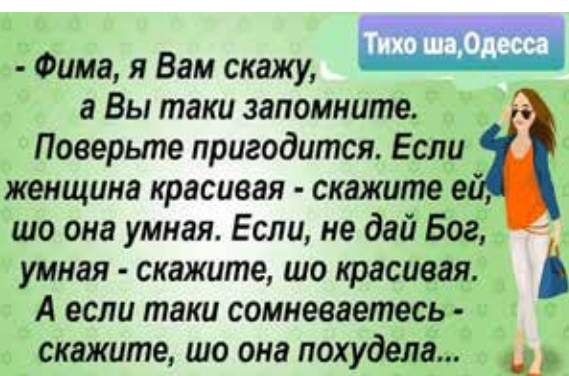 Тихо ша,Одесса
- Фима, я Вам скажу,
а Вы таки запомните.
Поверьте пригодится. Если
женщина красивая - скажите ей,
шо она умная. Если, не дай Бог,
умная - скажите, шо красивая.
А если таки сомневаетесь -
скажите, шо она похудела...